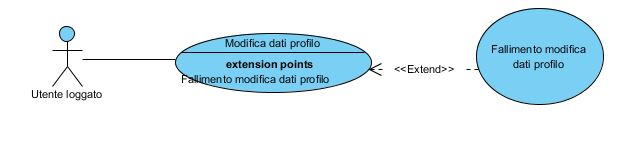 Modifica dati profilo
extension points
Fallimento modifica dati profilo
Utente loggato
<<Extend>>
Fallimento modifica
dati profilo